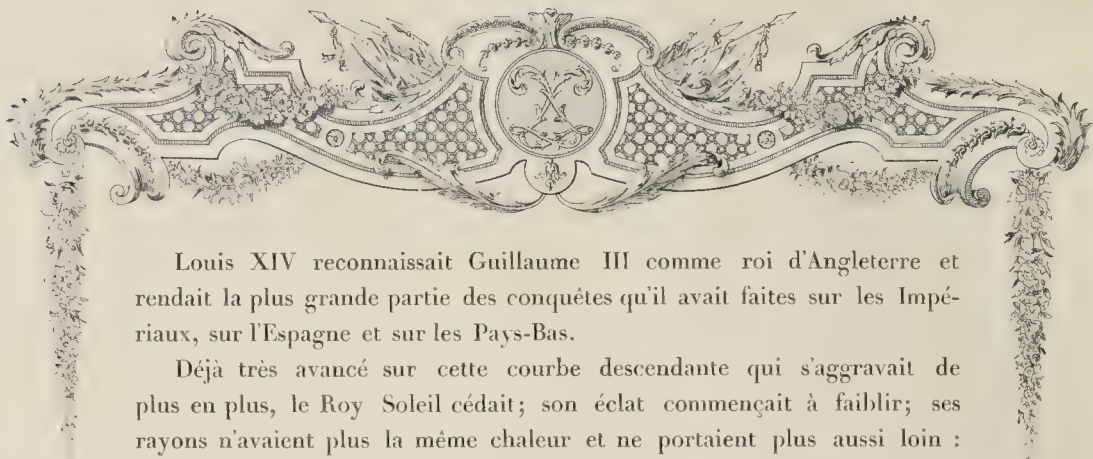 Louis XIV reconnaissait Guillaume III comme roi d'Angleterre et
rendait la plus grande partie des conquêtes qu'il avait faites sur les Impé-
riaux, sur l'Espagne et sur les Pays-Bas.
Déjà très avancé sur cette courbe descendante qui s'aggravait de
plus en plus, le Roy Soleil cédait; son éclat commençait à faiblir; ses
rayons n'avaient plus la même chaleur et ne portaient plus aussi loin :